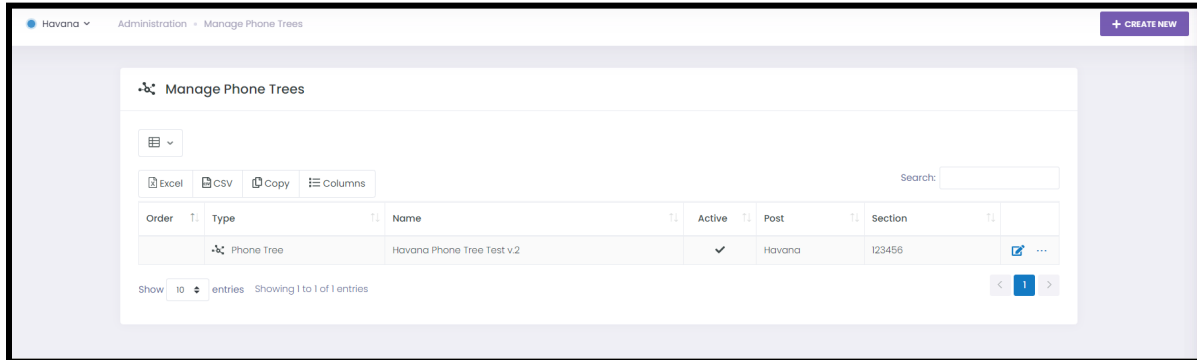 Havana Administration Manage Phone Trees + CREATE NEW
Manage Phone Trees
Excel CSV Copy Columns Search:
Order Type Name Active Post Section
Phone Tree Havana Phone Tree Test v.2 Havana 123456
Show 10 entries Showing 1 to 1 of 1 entries < 1 >